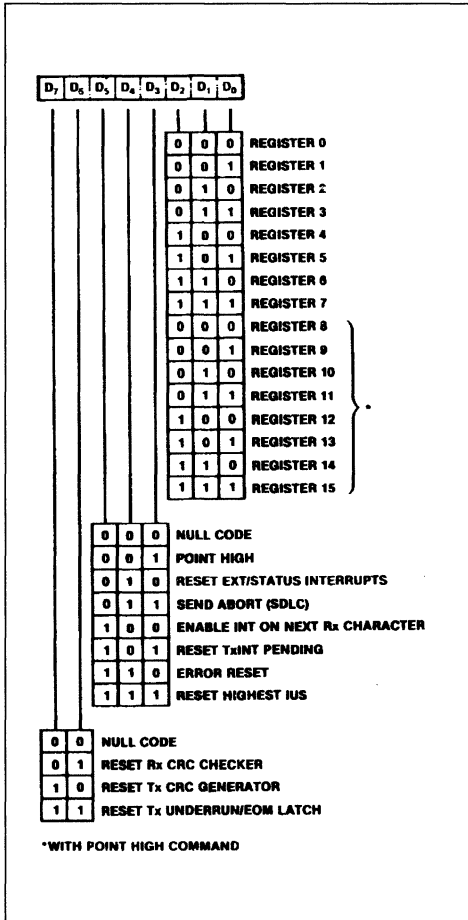 D7 D6 D5 D4 D3 D2 D1 D0
0 0 0 REGISTER 0
0 0 1 REGISTER 1
0 1 0 REGISTER 2
0 1 1 REGISTER 3
1 0 0 REGISTER 4
1 0 1 REGISTER 5
1 1 0 REGISTER 6
1 1 1 REGISTER 7
0 0 0 REGISTER 8
0 0 1 REGISTER 9
0 1 0 REGISTER 10
0 1 1 REGISTER 11
*
1 0 0 REGISTER 12
1 0 1 REGISTER 13
1 1 0 REGISTER 14
1 1 1 REGISTER 15
0 0 0 NULL CODE
0 0 1 POINT HIGH
0 1 0 RESET EXT/STATUS INTERRUPTS
0 1 1 SEND ABORT (SDLC)
1 0 0 ENABLE INT ON NEXT Rx CHARACTER
1 0 1 RESET TxINT PENDING
1 1 0 ERROR RESET
1 1 1 RESET HIGHEST IUS
0 0 NULL CODE
0 1 RESET Rx CRC CHECKER
1 0 RESET Tx CRC GENERATOR
1 1 RESET Tx UNDERRUN/EOM LATCH
*WITH POINT HIGH COMMAND